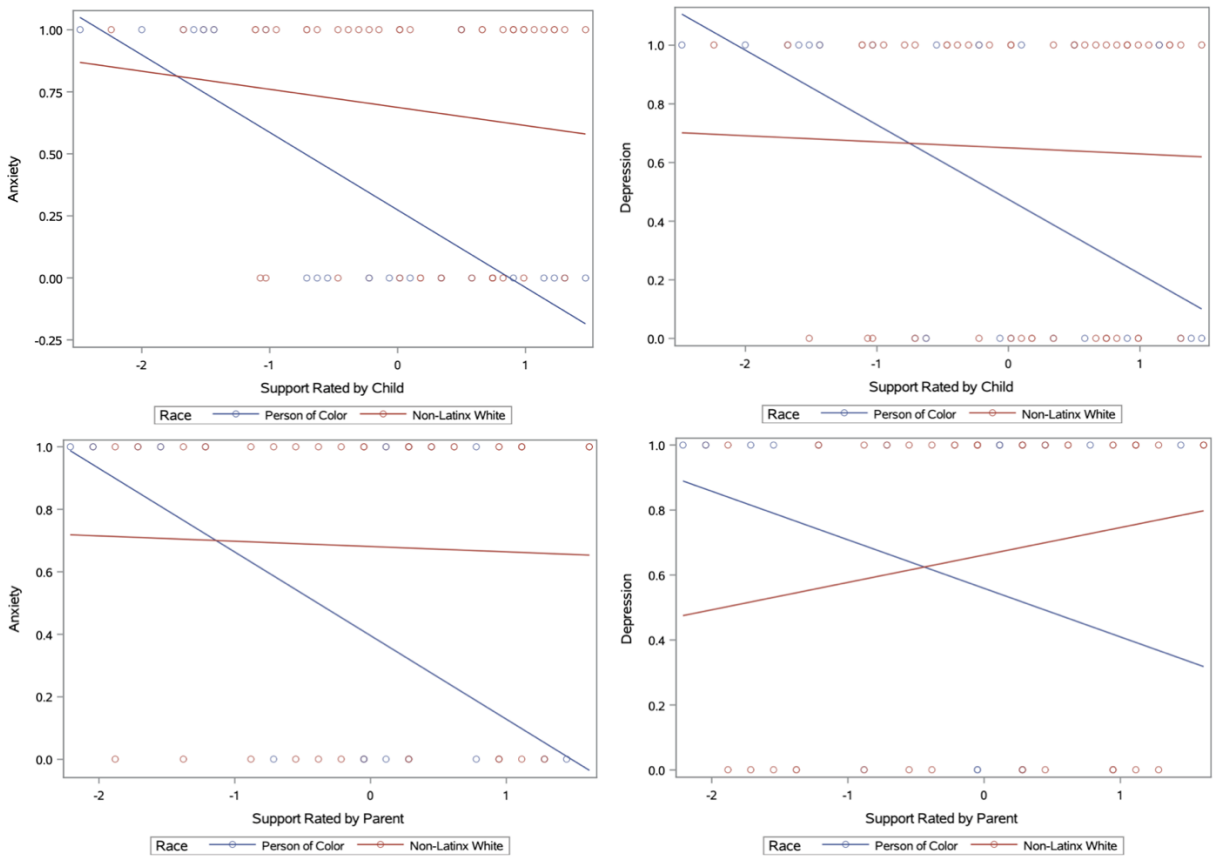 1.00
0.75
0.50
0.25
0.00
-0.25
Anxiety
-2 -1 0 1
Support Rated by Child
Race Person of Color Non-Latinx White
1.0
0.8
0.6
0.4
0.2
0.0
Depression
-2 -1 0 1
Support Rated by Child
Race Person of Color Non-Latinx White
1.0
0.8
0.6
0.4
0.2
0.0
Anxiety
-2 -1 0 1
Support Rated by Parent
Race Person of Color Non-Latinx White
1.0
0.8
0.6
0.4
0.2
0.0
Depression
-2 -1 0 1
Support Rated by Parent
Race Person of Color Non-Latinx White